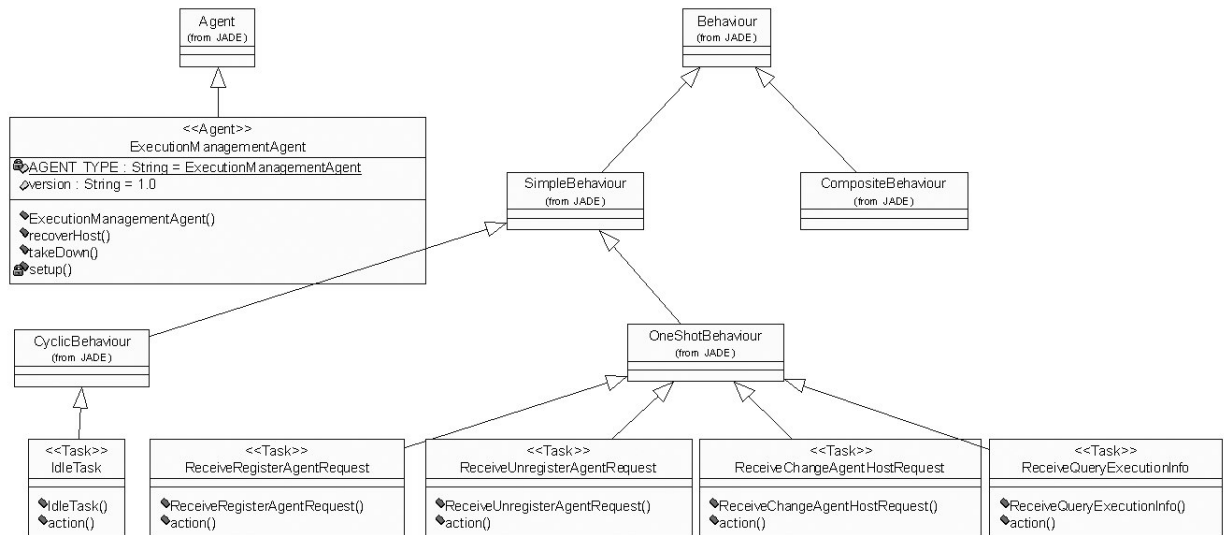 Agent
(from JADE)
Behaviour
(from JADE)
<<Agent>>
ExecutionManagementAgent
AGENT_TYPE : String = ExecutionManagementAgent
version : String = 1.0
ExecutionManagementAgent()
recoverHost()
takeDown()
setup()
SimpleBehaviour
(from JADE)
CompositeBehaviour
(from JADE)
CyclicBehaviour
(from JADE)
OneShotBehaviour
(from JADE)
<<Task>>
IdleTask
IdleTask()
action()
<<Task>>
ReceiveRegisterAgentRequest
ReceiveRegisterAgentRequest()
action()
<<Task>>
ReceiveUnregisterAgentRequest
ReceiveUnregisterAgentRequest()
action()
<<Task>>
ReceiveChangeAgentHostRequest
ReceiveChangeAgentHostRequest()
action()
<<Task>>
ReceiveQueryExecutionInfo
ReceiveQueryExecutionInfo()
action()